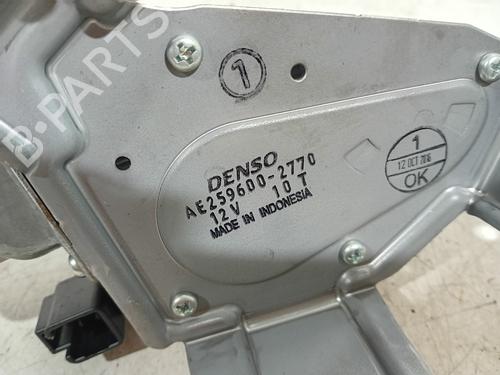 B-PARTS
1
DENSO
AE259600-2770
12V 10T
MADE IN INDONESIA
1
12 OCT 2016
OK